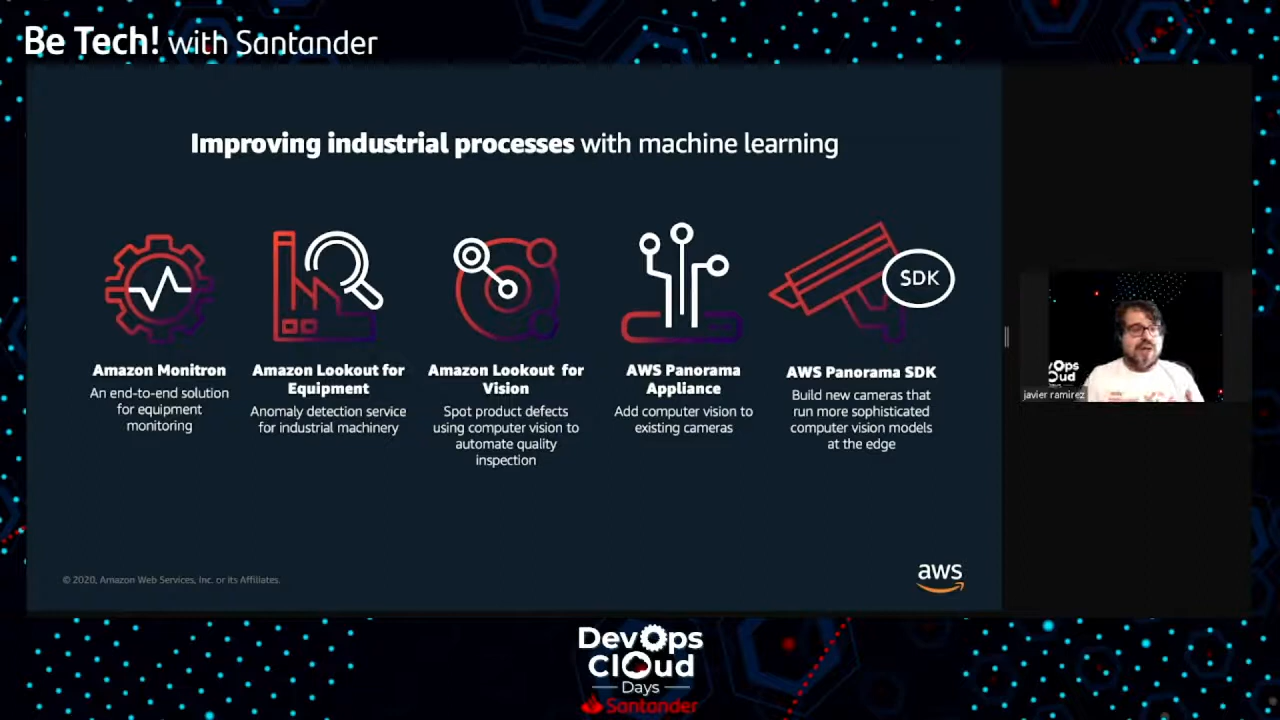 Be Tech! with Santander
Improving industrial processes with machine learning
SDK
Amazon Monitron
An end-to-end solution
for equipment
monitoring
Amazon Lookout for
Equipment
Anomaly detection service
for industrial machinery
Amazon Lookout for
Vision
Spot product defects
using computer vision to
automate quality
inspection
AWS Panorama
Appliance
Add computer vision to
existing cameras
AWS Panorama SDK
Build new cameras that
run more sophisticated
computer vision models
at the edge
© 2020, Amazon Web Services, Inc. or its Affiliates.
aws
javier ramirez
DevOps
Cloud
Days
Santander